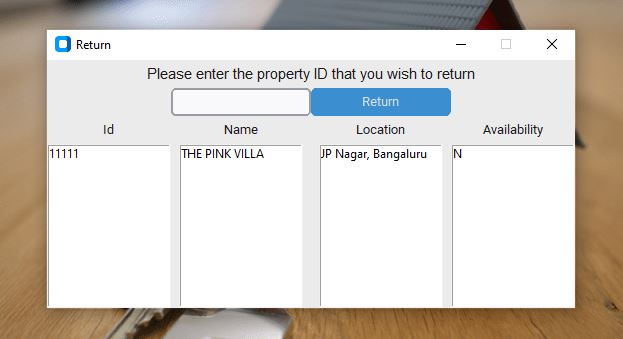 Return
Please enter the property ID that you wish to return
Return
Id Name Location Availability
11111 THE PINK VILLA JP Nagar, Bangaluru N